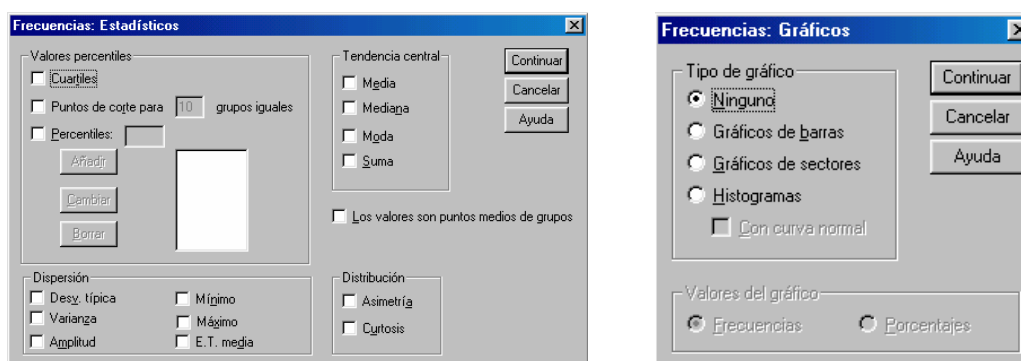 Frecuencias: Estadísticos
Valores percentiles
Cuartiles
Puntos de corte para 10 grupos iguales
Percentiles:
Añadir
Cambiar
Borrar
Tendencia central
Media
Mediana
Moda
Suma
Continuar
Cancelar
Ayuda
Los valores son puntos medios de grupos
Dispersión
Desv. típica
Mínimo
Varianza
Máximo
Amplitud
E.T. media
Distribución
Asimetría
Curtosis
Frecuencias: Gráficos
Tipo de gráfico
Ninguno
Gráficos de barras
Gráficos de sectores
Histogramas
Con curva normal
Continuar
Cancelar
Ayuda
Valores del gráfico
Frecuencias Porcentajes